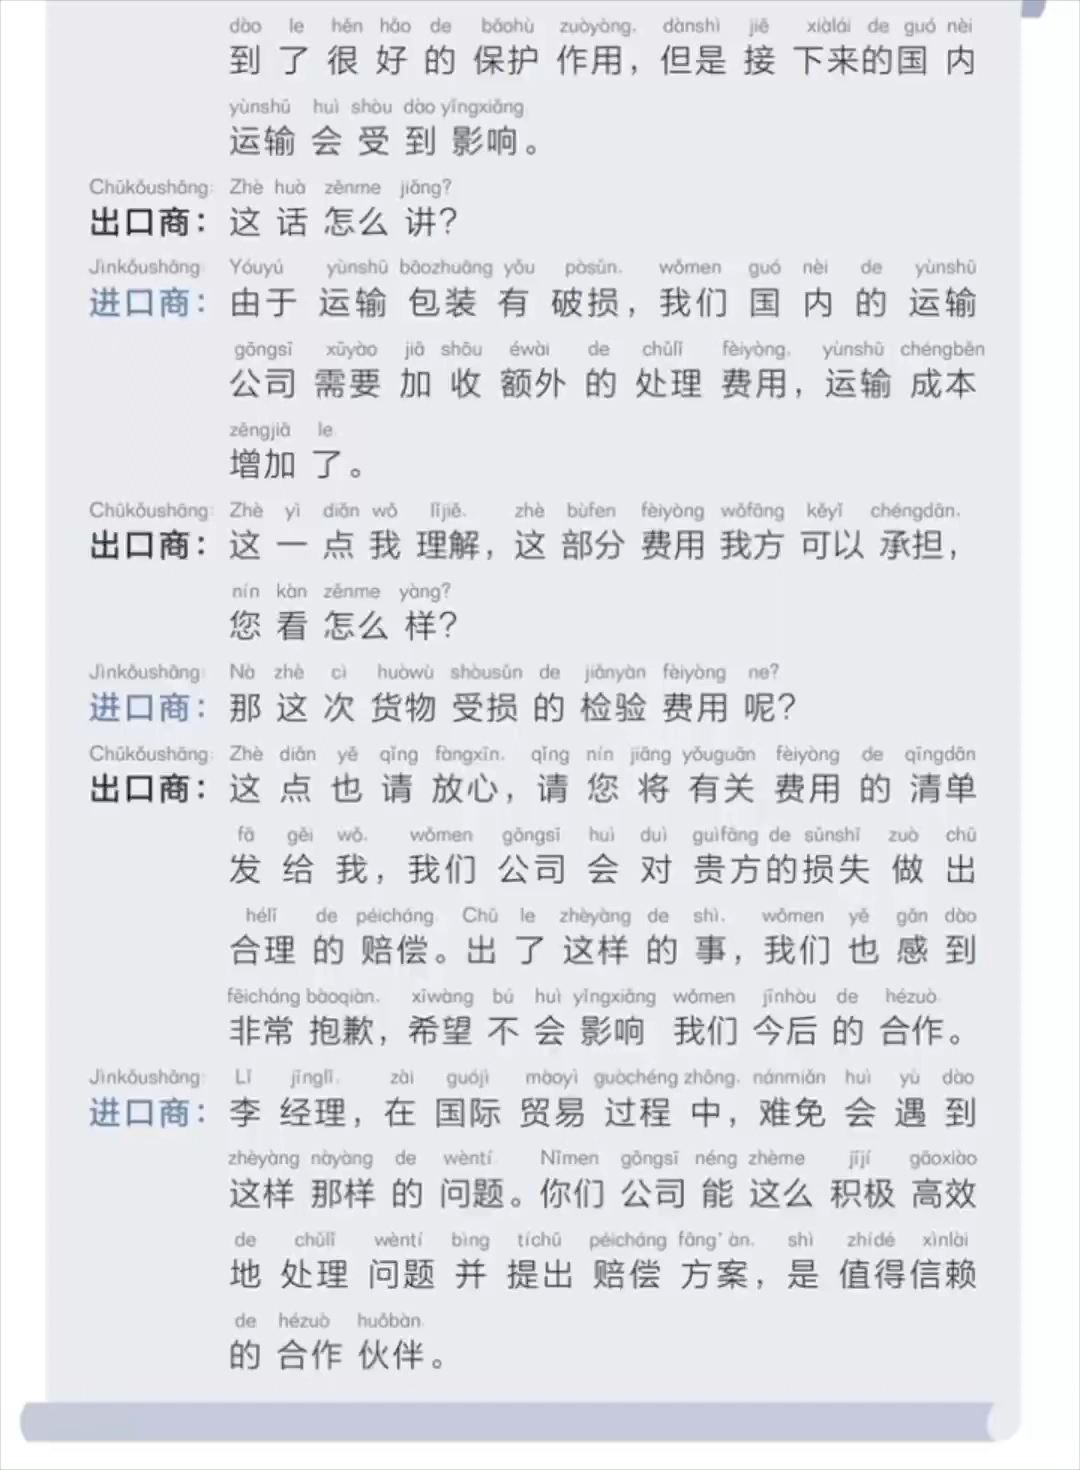 dào le hěn hǎo de bǎohù zuòyòng, dànshì jiē xiàlái de guó nèi
到了很好的保护作用，但是接下来的国内
yùnshū huì shòu dào yǐngxiǎng
运输会受到影响。
Chūkǒushāng: Zhè huà zěnme jiǎng?
出口商：这话怎么讲？
Jìnkǒushāng: Yóuyú yùnshū bāozhuāng yǒu pòsǔn, wǒmen guó nèi de yùnshū
进口商：由于运输包装有破损，我们国内的运输
gōngsī xūyào jiā shōu éwài de chǔlǐ fèiyòng, yùnshū chéngběn
公司需要加收额外的处理费用，运输成本
zēngjiā le
增加了。
Chūkǒushāng: Zhè yì diǎn wǒ lǐjiě, zhè bùfen fèiyòng wǒfāng kěyǐ chéngdān,
出口商：这一点我理解，这部分费用我方可以承担，
nín kàn zěnme yàng?
您看怎么样？
Jìnkǒushāng: Nà zhè cì huòwù shòusǔn de jiǎnyàn fèiyòng ne?
进口商：那这次货物受损的检验费用呢？
Chūkǒushāng: Zhè diǎn yě qǐng fàngxīn, qǐng nín jiāng yǒuguān fèiyòng de qīngdān
出口商：这点也请放心，请您将有关费用的清单
fā gěi wǒ, wǒmen gōngsī huì duì guìfāng de sǔnshī zuò chū
发给我，我们公司会对贵方的损失做出
hélǐ de péicháng Chū le zhèyàng de shì, wǒmen yě gǎn dào
合理的赔偿。出了这样的事，我们也感到
fēicháng bàoqiàn, xīwàng bú huì yǐngxiǎng wǒmen jīnhòu de hézuò
非常抱歉，希望不会影响我们今后的合作。
Jìnkǒushāng: Lǐ jīnglǐ, zài guójì màoyì guòchéng zhōng, nánmiǎn huì yù dào
进口商：李经理，在国际贸易过程中，难免会遇到
zhèyàng nàyàng de wèntí Nǐmen gōngsī néng zhème jījí gāoxiào
这样那样的问题。你们公司能这么积极高效
de chǔlǐ wèntí bìng tíchū péicháng fāng'àn, shì zhídé xìnlài
地处理问题并提出赔偿方案，是值得信赖
de hézuò huǒbàn
的合作伙伴。